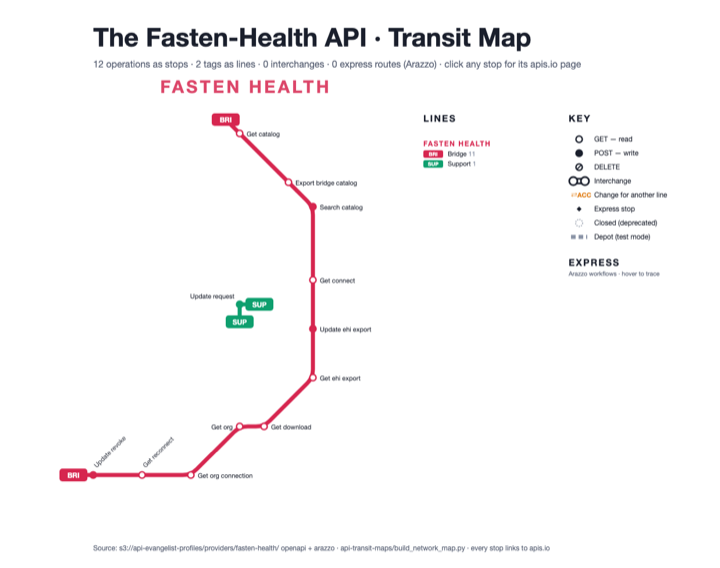 The Fasten-Health API · Transit Map
12 operations as stops · 2 tags as lines · 0 interchanges · 0 express routes (Arazzo) · click any stop for its apis.io page
FASTEN HEALTH
BRI
Get catalog
Export bridge catalog
Search catalog
Get connect
Update request
SUP
SUP
Update ehi export
Get ehi export
Get org
Get download
Update revoke
Get reconnect
BRI
Get org connection
LINES
FASTEN HEALTH
BRI Bridge 11
SUP Support 1
KEY
GET — read
POST — write
DELETE
Interchange
ACC Change for another line
Express stop
Closed (deprecated)
Depot (test mode)
EXPRESS
Arazzo workflows · hover to trace
Source: s3://api-evangelist-profiles/providers/fasten-health/ openapi + arazzo · api-transit-maps/build_network_map.py · every stop links to apis.io